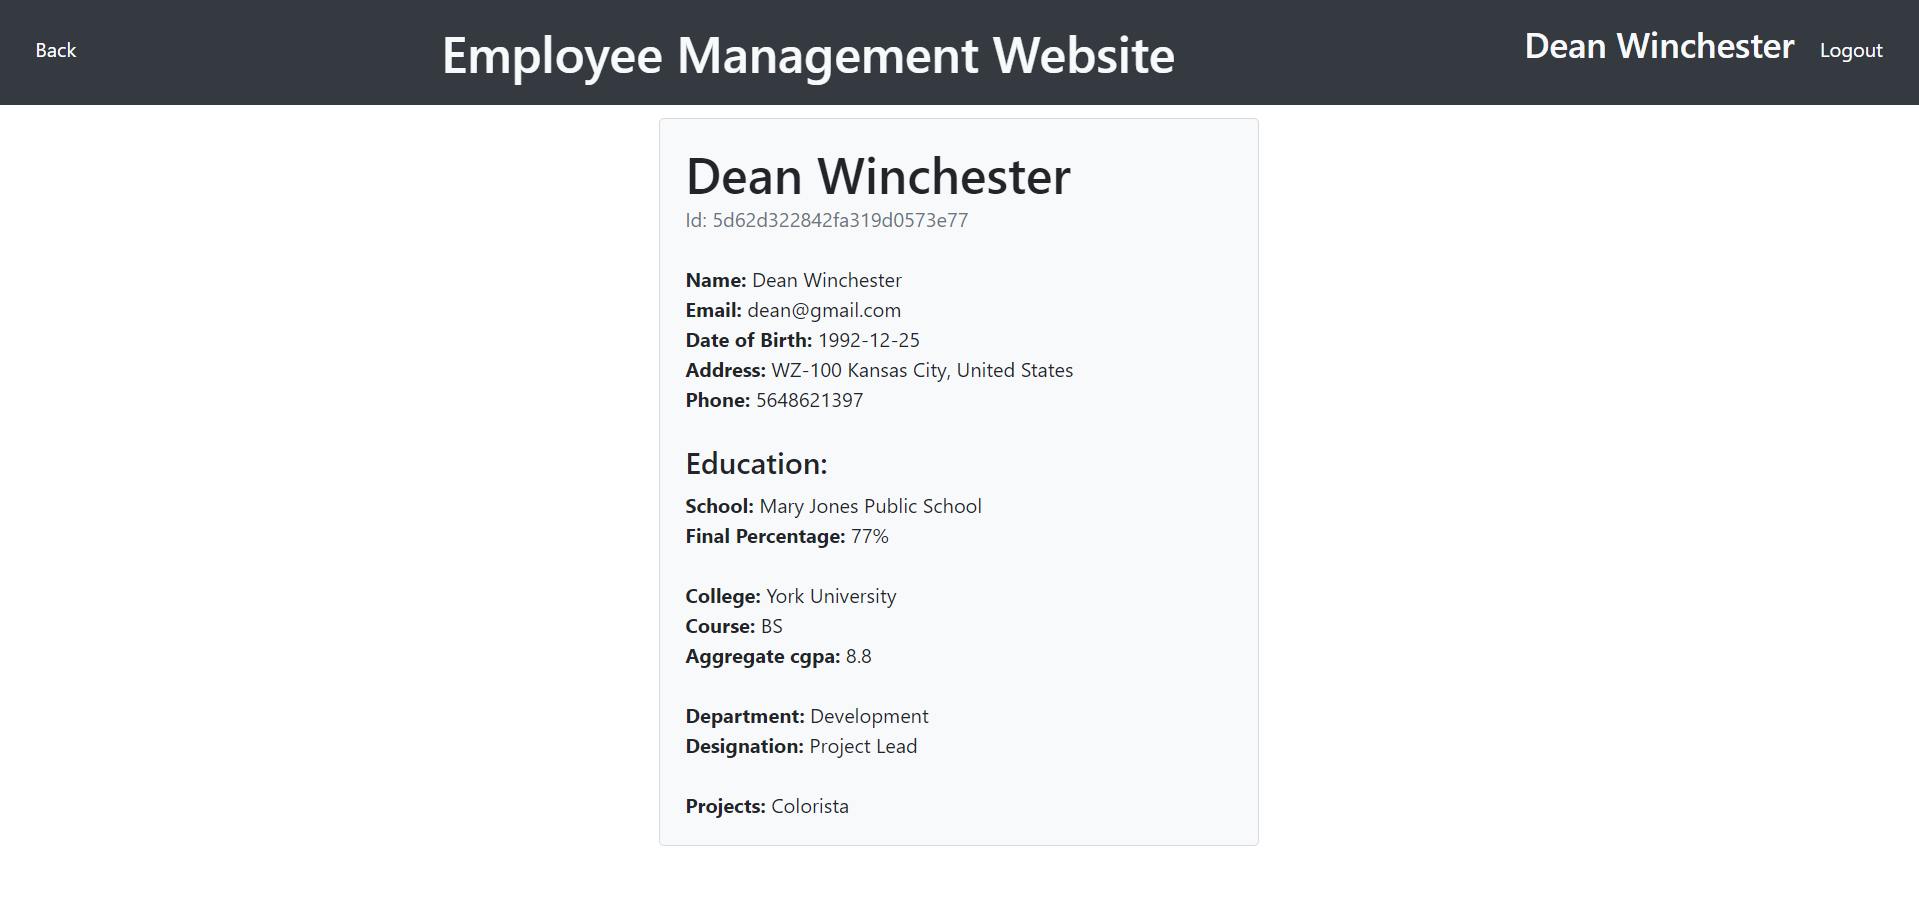 Back
Employee Management Website
Dean Winchester
Logout
Dean Winchester
Id: 5d62d322842fa319d0573e77
Name: Dean Winchester
Email: dean@gmail.com
Date of Birth: 1992-12-25
Address: WZ-100 Kansas City, United States
Phone: 5648621397
Education:
School: Mary Jones Public School
Final Percentage: 77%
College: York University
Course: BS
Aggregate cgpa: 8.8
Department: Development
Designation: Project Lead
Projects: Colorista